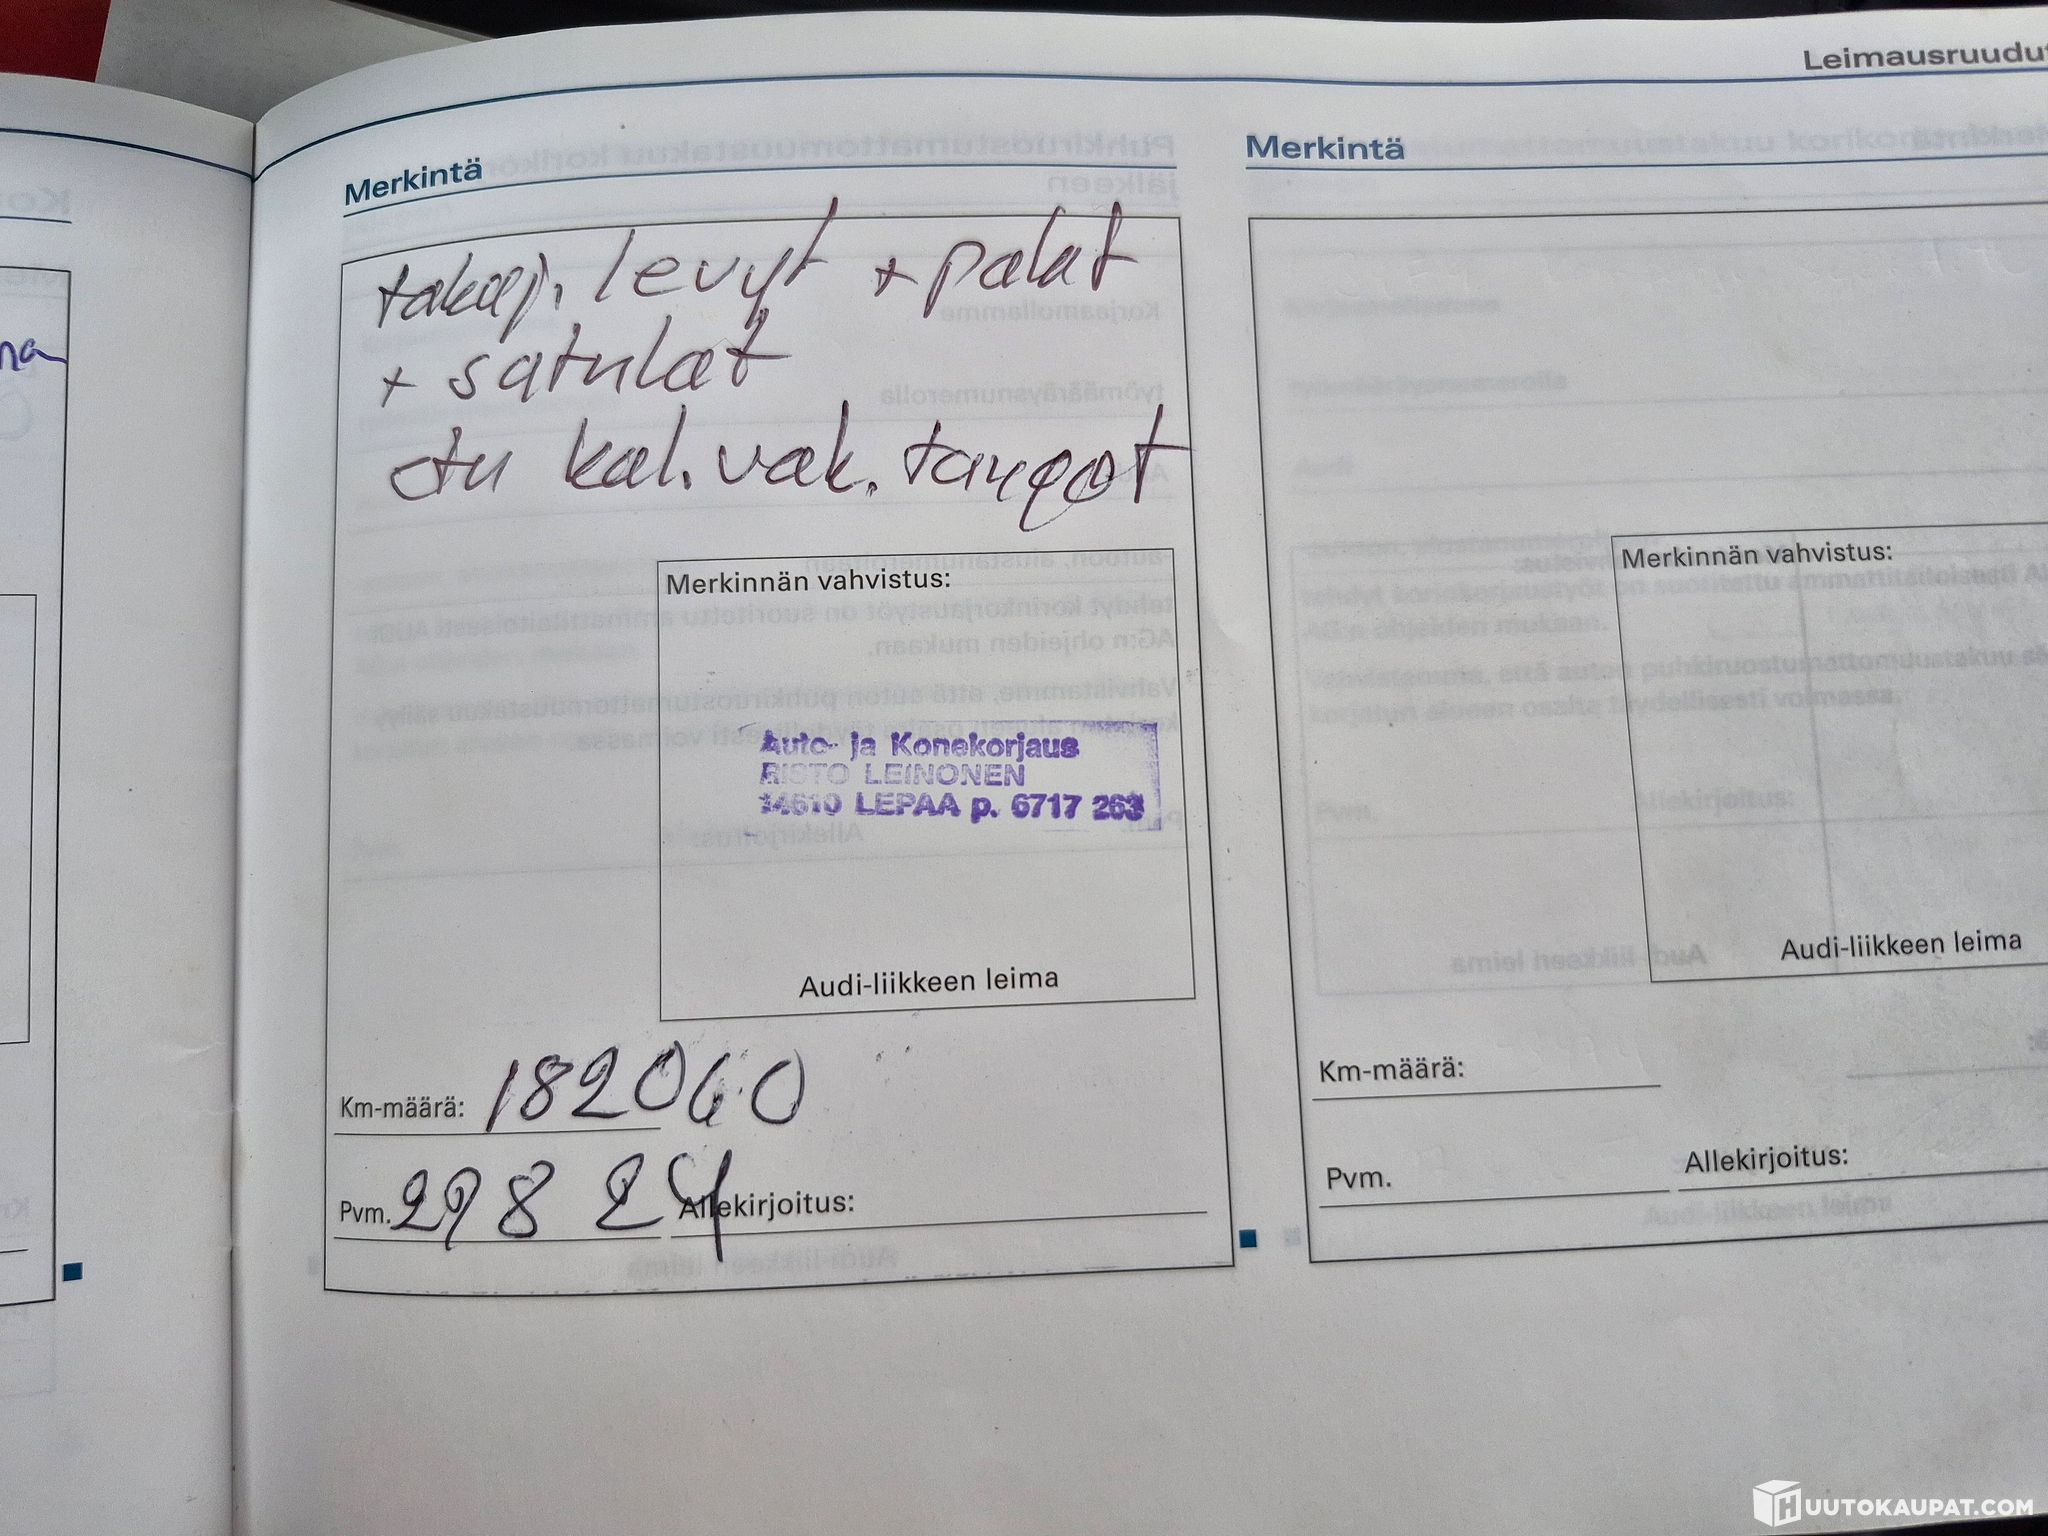 Leimausruudut
Merkintä
takap. levyt + palat
+ satulat
etu kal.vak. tangot
Merkinnän vahvistus:
Auto- ja Konekorjaus
RISTO LEINONEN
14610 LEPAA p. 6717 263
Audi-liikkeen leima
Km-määrä: 182060
Pvm. 29 8 24 Allekirjoitus:
Merkintä
Merkinnän vahvistus:
Audi-liikkeen leima
Km-määrä:
Pvm. Allekirjoitus:
HUUTOKAUPAT.COM